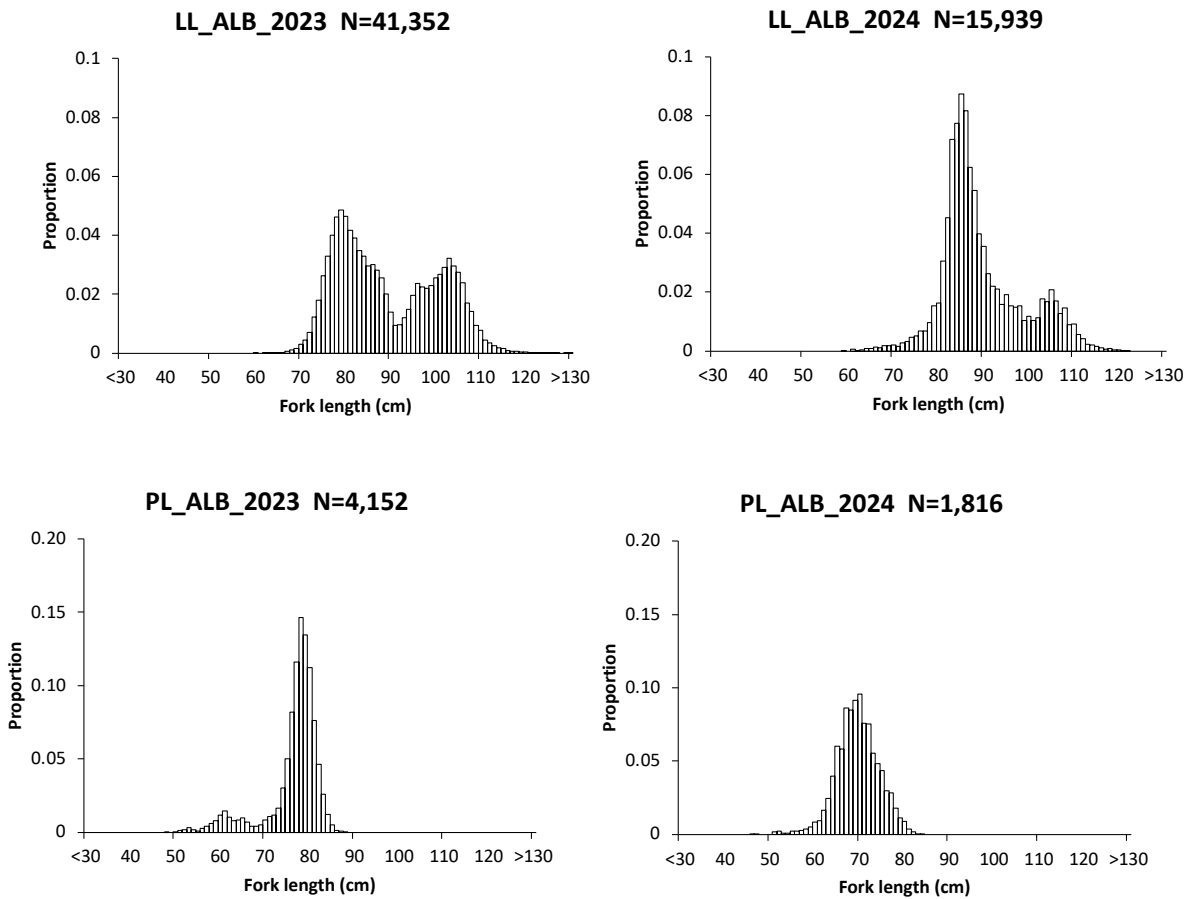 LL_ALB_2023 N=41,352
0.1
0.08
0.06
0.04
0.02
0
Proportion
<30 40 50 60 70 80 90 100 110 120 >130
Fork length (cm)
LL_ALB_2024 N=15,939
0.1
0.08
0.06
0.04
0.02
0
Proportion
<30 40 50 60 70 80 90 100 110 120 >130
Fork length (cm)
PL_ALB_2023 N=4,152
0.20
0.15
0.10
0.05
0
Proportion
<30 40 50 60 70 80 90 100 110 120 >130
Fork length (cm)
PL_ALB_2024 N=1,816
0.20
0.15
0.10
0.05
0
Proportion
<30 40 50 60 70 80 90 100 110 120 >130
Fork length (cm)